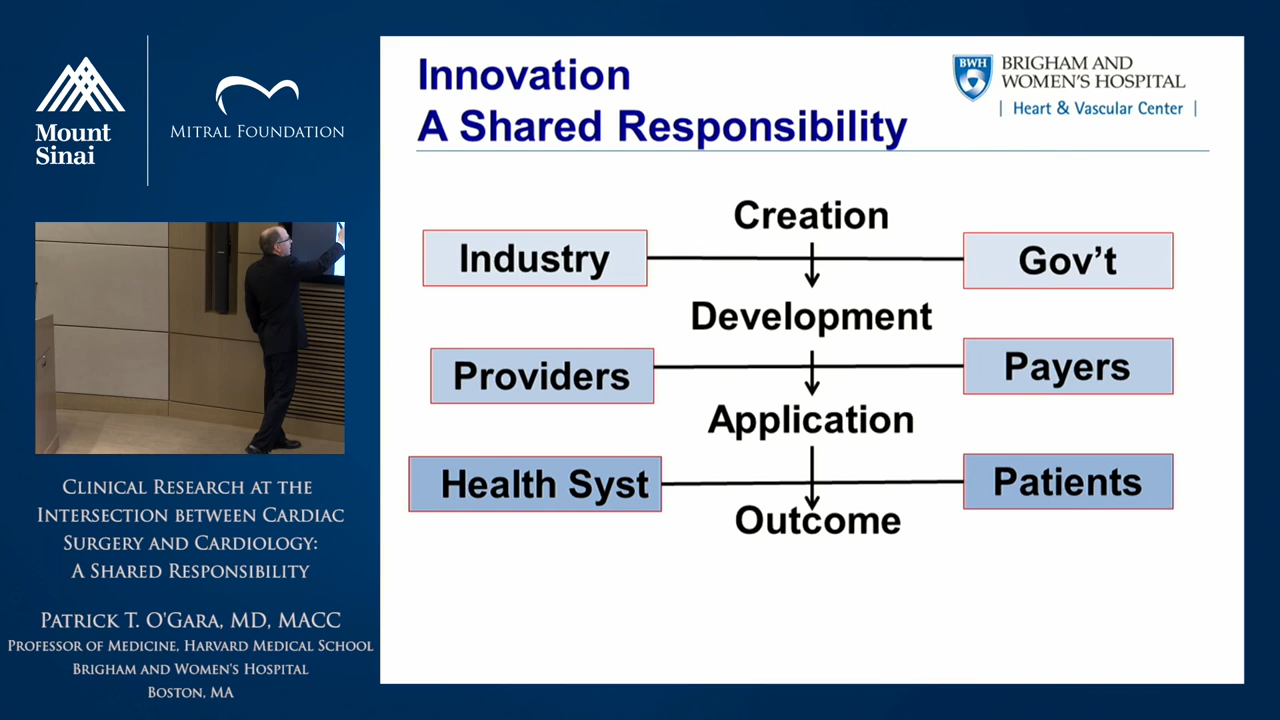 Mount
Sinai
MITRAL FOUNDATION
CLINICAL RESEARCH AT THE
INTERSECTION BETWEEN CARDIAC
SURGERY AND CARDIOLOGY:
A SHARED RESPONSIBILITY
PATRICK T. O'GARA, MD, MACC
PROFESSOR OF MEDICINE, HARVARD MEDICAL SCHOOL
BRIGHAM AND WOMEN'S HOSPITAL
BOSTON, MA
Innovation
A Shared Responsibility
BWH
BRIGHAM AND
WOMEN'S HOSPITAL
| Heart & Vascular Center |
Creation
Industry
Gov't
Development
Providers
Payers
Application
Health Syst
Patients
Outcome